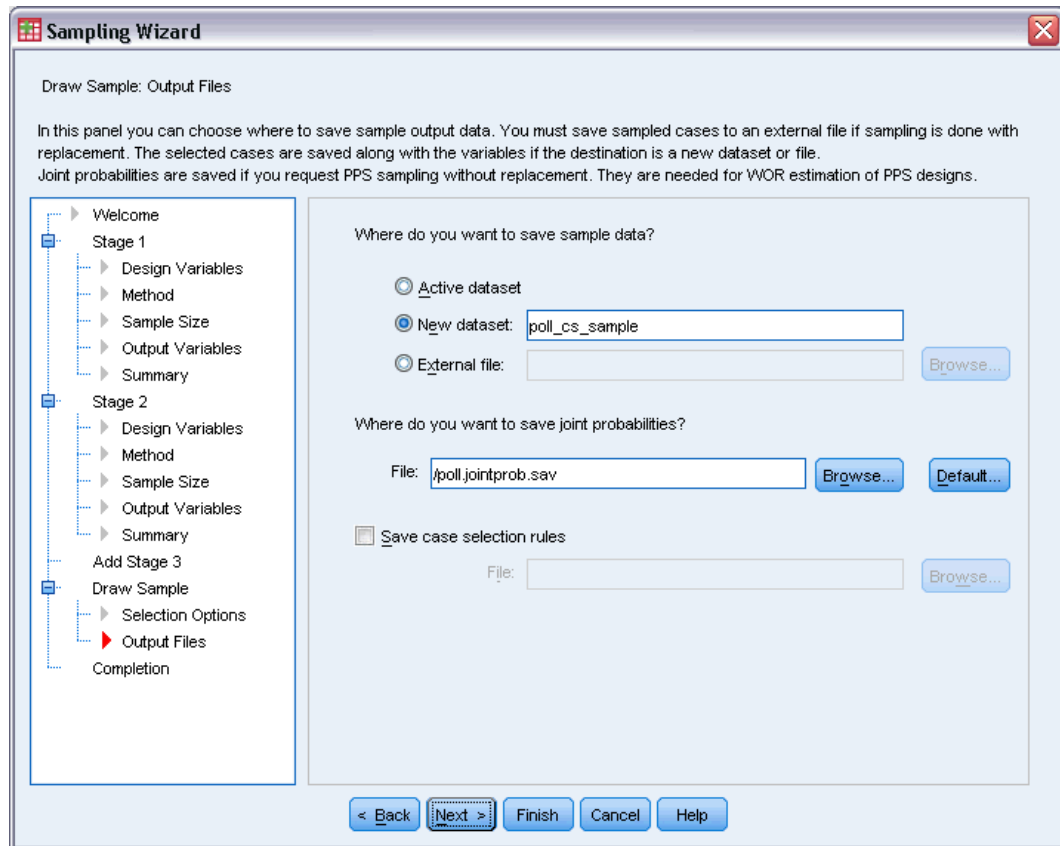 Sampling Wizard
Draw Sample: Output Files
In this panel you can choose where to save sample output data. You must save sampled cases to an external file if sampling is done with
replacement. The selected cases are saved along with the variables if the destination is a new dataset or file.
Joint probabilities are saved if you request PPS sampling without replacement. They are needed for WOR estimation of PPS designs.
Welcome
Stage 1
Design Variables
Method
Sample Size
Output Variables
Summary
Stage 2
Design Variables
Method
Sample Size
Output Variables
Summary
Add Stage 3
Draw Sample
Selection Options
Output Files
Completion
Where do you want to save sample data?
Active dataset
New dataset: poll_cs_sample
External file: Browse...
Where do you want to save joint probabilities?
File: /poll.jointprob.sav Browse... Default...
Save case selection rules
File: Browse...
< Back Next > Finish Cancel Help